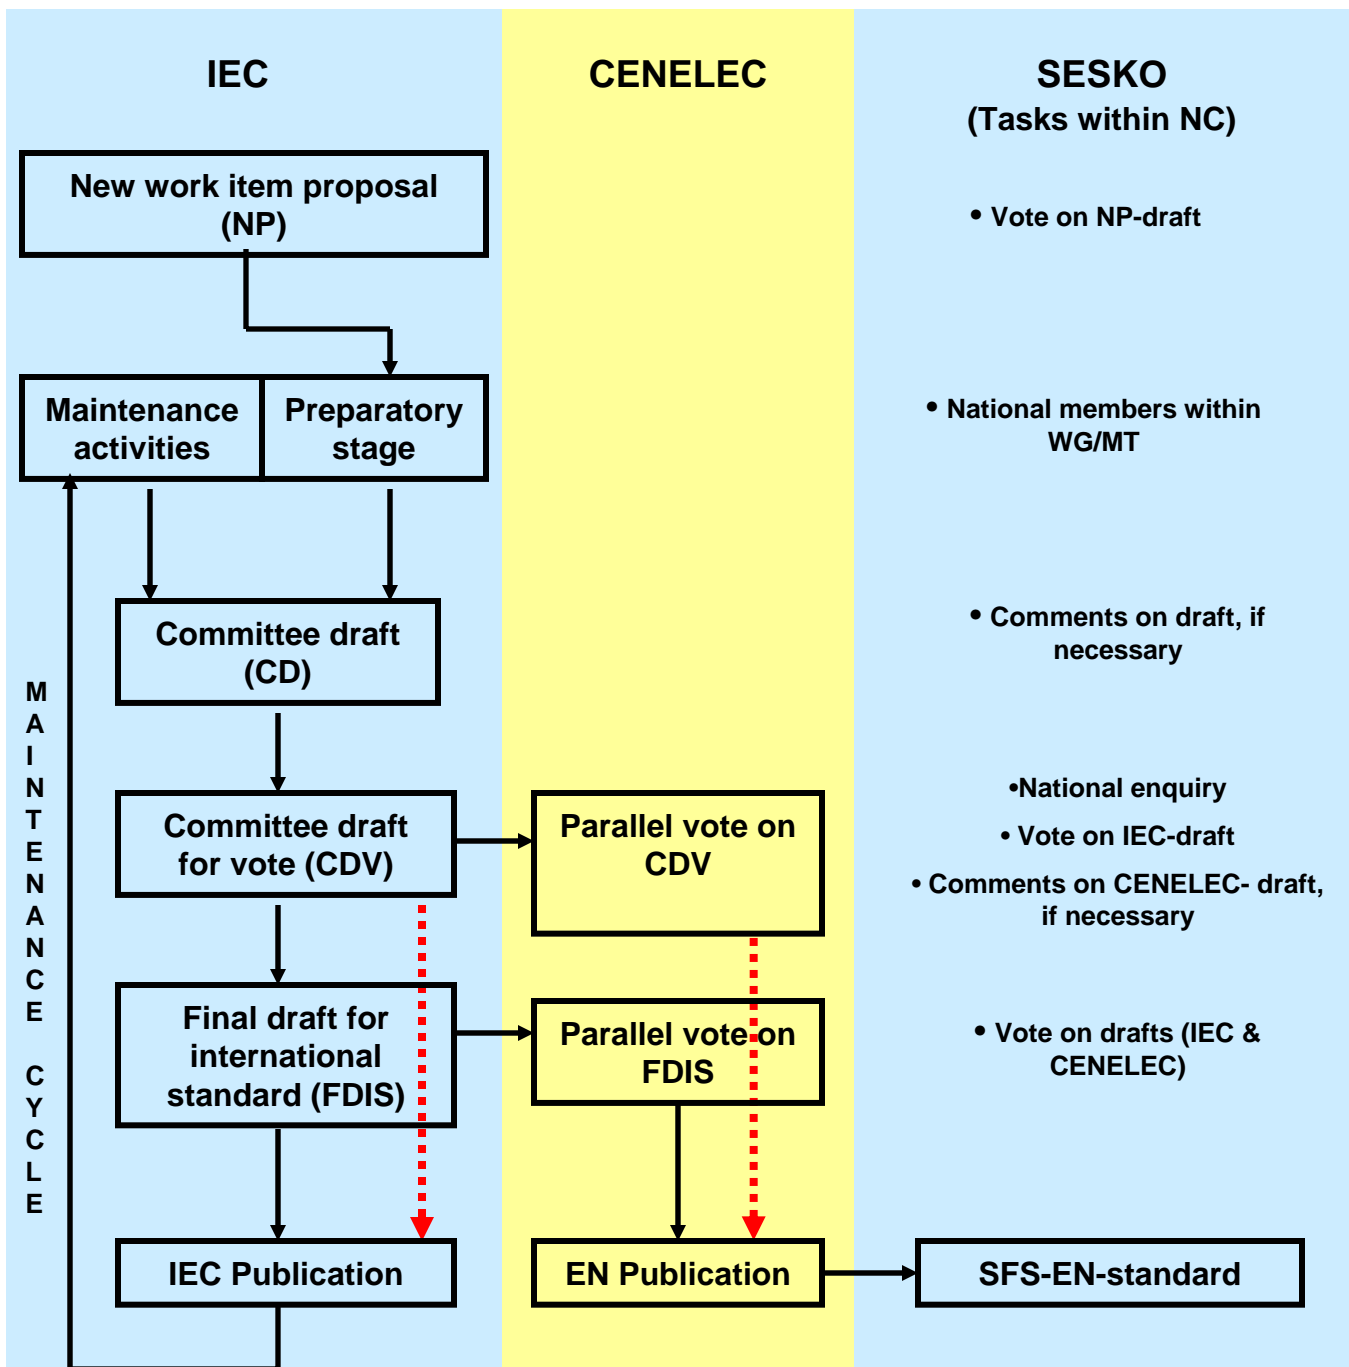 IEC
CENELEC
SESKO
(Tasks within NC)
New work item proposal
(NP)
• Vote on NP-draft
Maintenance
activities
Preparatory
stage
• National members within
WG/MT
Committee draft
(CD)
• Comments on draft, if
necessary
MAINTENANCE CYCLE
Committee draft
for vote (CDV)
Parallel vote on
CDV
•National enquiry
• Vote on IEC-draft
• Comments on CENELEC- draft,
if necessary
Final draft for
international
standard (FDIS)
Parallel vote on
FDIS
• Vote on drafts (IEC &
CENELEC)
IEC Publication
EN Publication
SFS-EN-standard